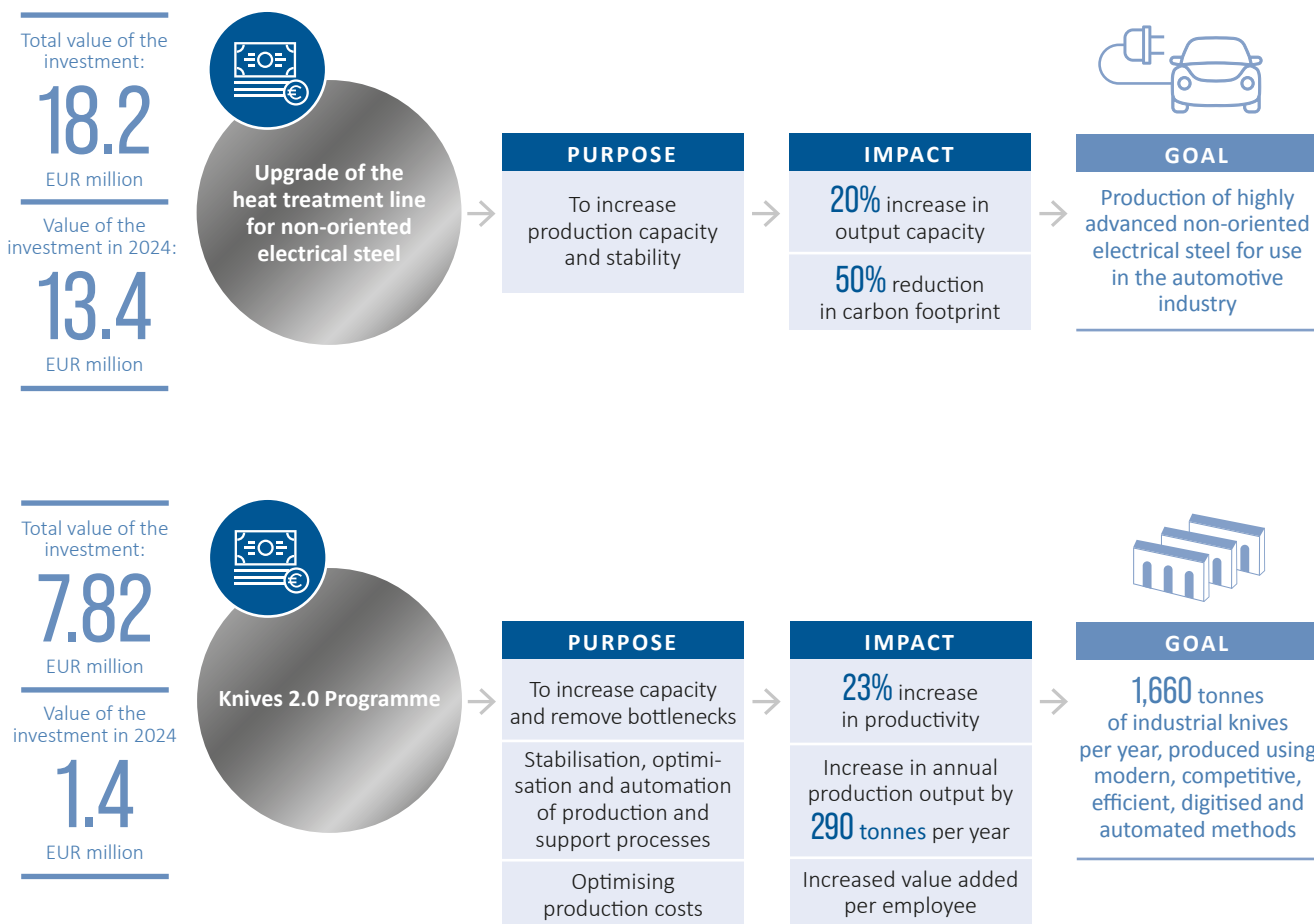 Total value of the
investment:
18.2
EUR million
Value of the
investment in 2024:
13.4
EUR million
Upgrade of the
heat treatment line
for non-oriented
electrical steel
PURPOSE
To increase
production capacity
and stability
IMPACT
20% increase in
output capacity
50% reduction
in carbon footprint
GOAL
Production of highly
advanced non-oriented
electrical steel for use
in the automotive
industry
Total value of the
investment:
7.82
EUR million
Value of the
investment in 2024
1.4
EUR million
Knives 2.0 Programme
PURPOSE
To increase capacity
and remove bottlenecks
Stabilisation, optimi-
sation and automation
of production and
support processes
Optimising
production costs
IMPACT
23% increase
in productivity
Increase in annual
production output by
290 tonnes per year
Increased value added
per employee
GOAL
1,660 tonnes
of industrial knives
per year, produced using
modern, competitive,
efficient, digitised and
automated methods